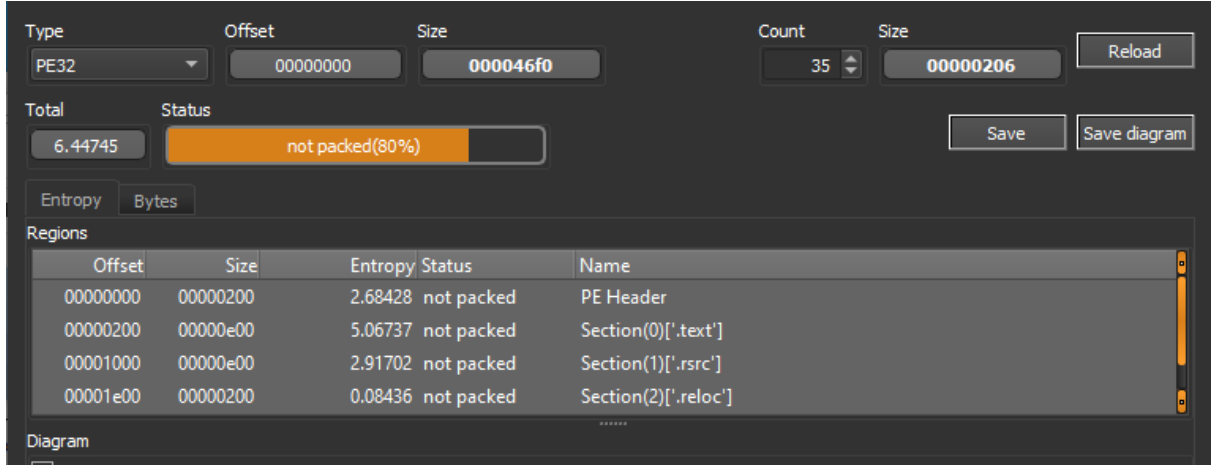 Type Offset Size Count Size
PE32 00000000 000046f0 35 00000206 Reload
Total Status
6.44745 not packed(80%) Save Save diagram
Entropy Bytes
Regions
Offset Size Entropy Status Name
00000000 00000200 2.68428 not packed PE Header
00000200 00000e00 5.06737 not packed Section(0)['.text']
00001000 00000e00 2.91702 not packed Section(1)['.rsrc']
00001e00 00000200 0.08436 not packed Section(2)['.reloc']
Diagram